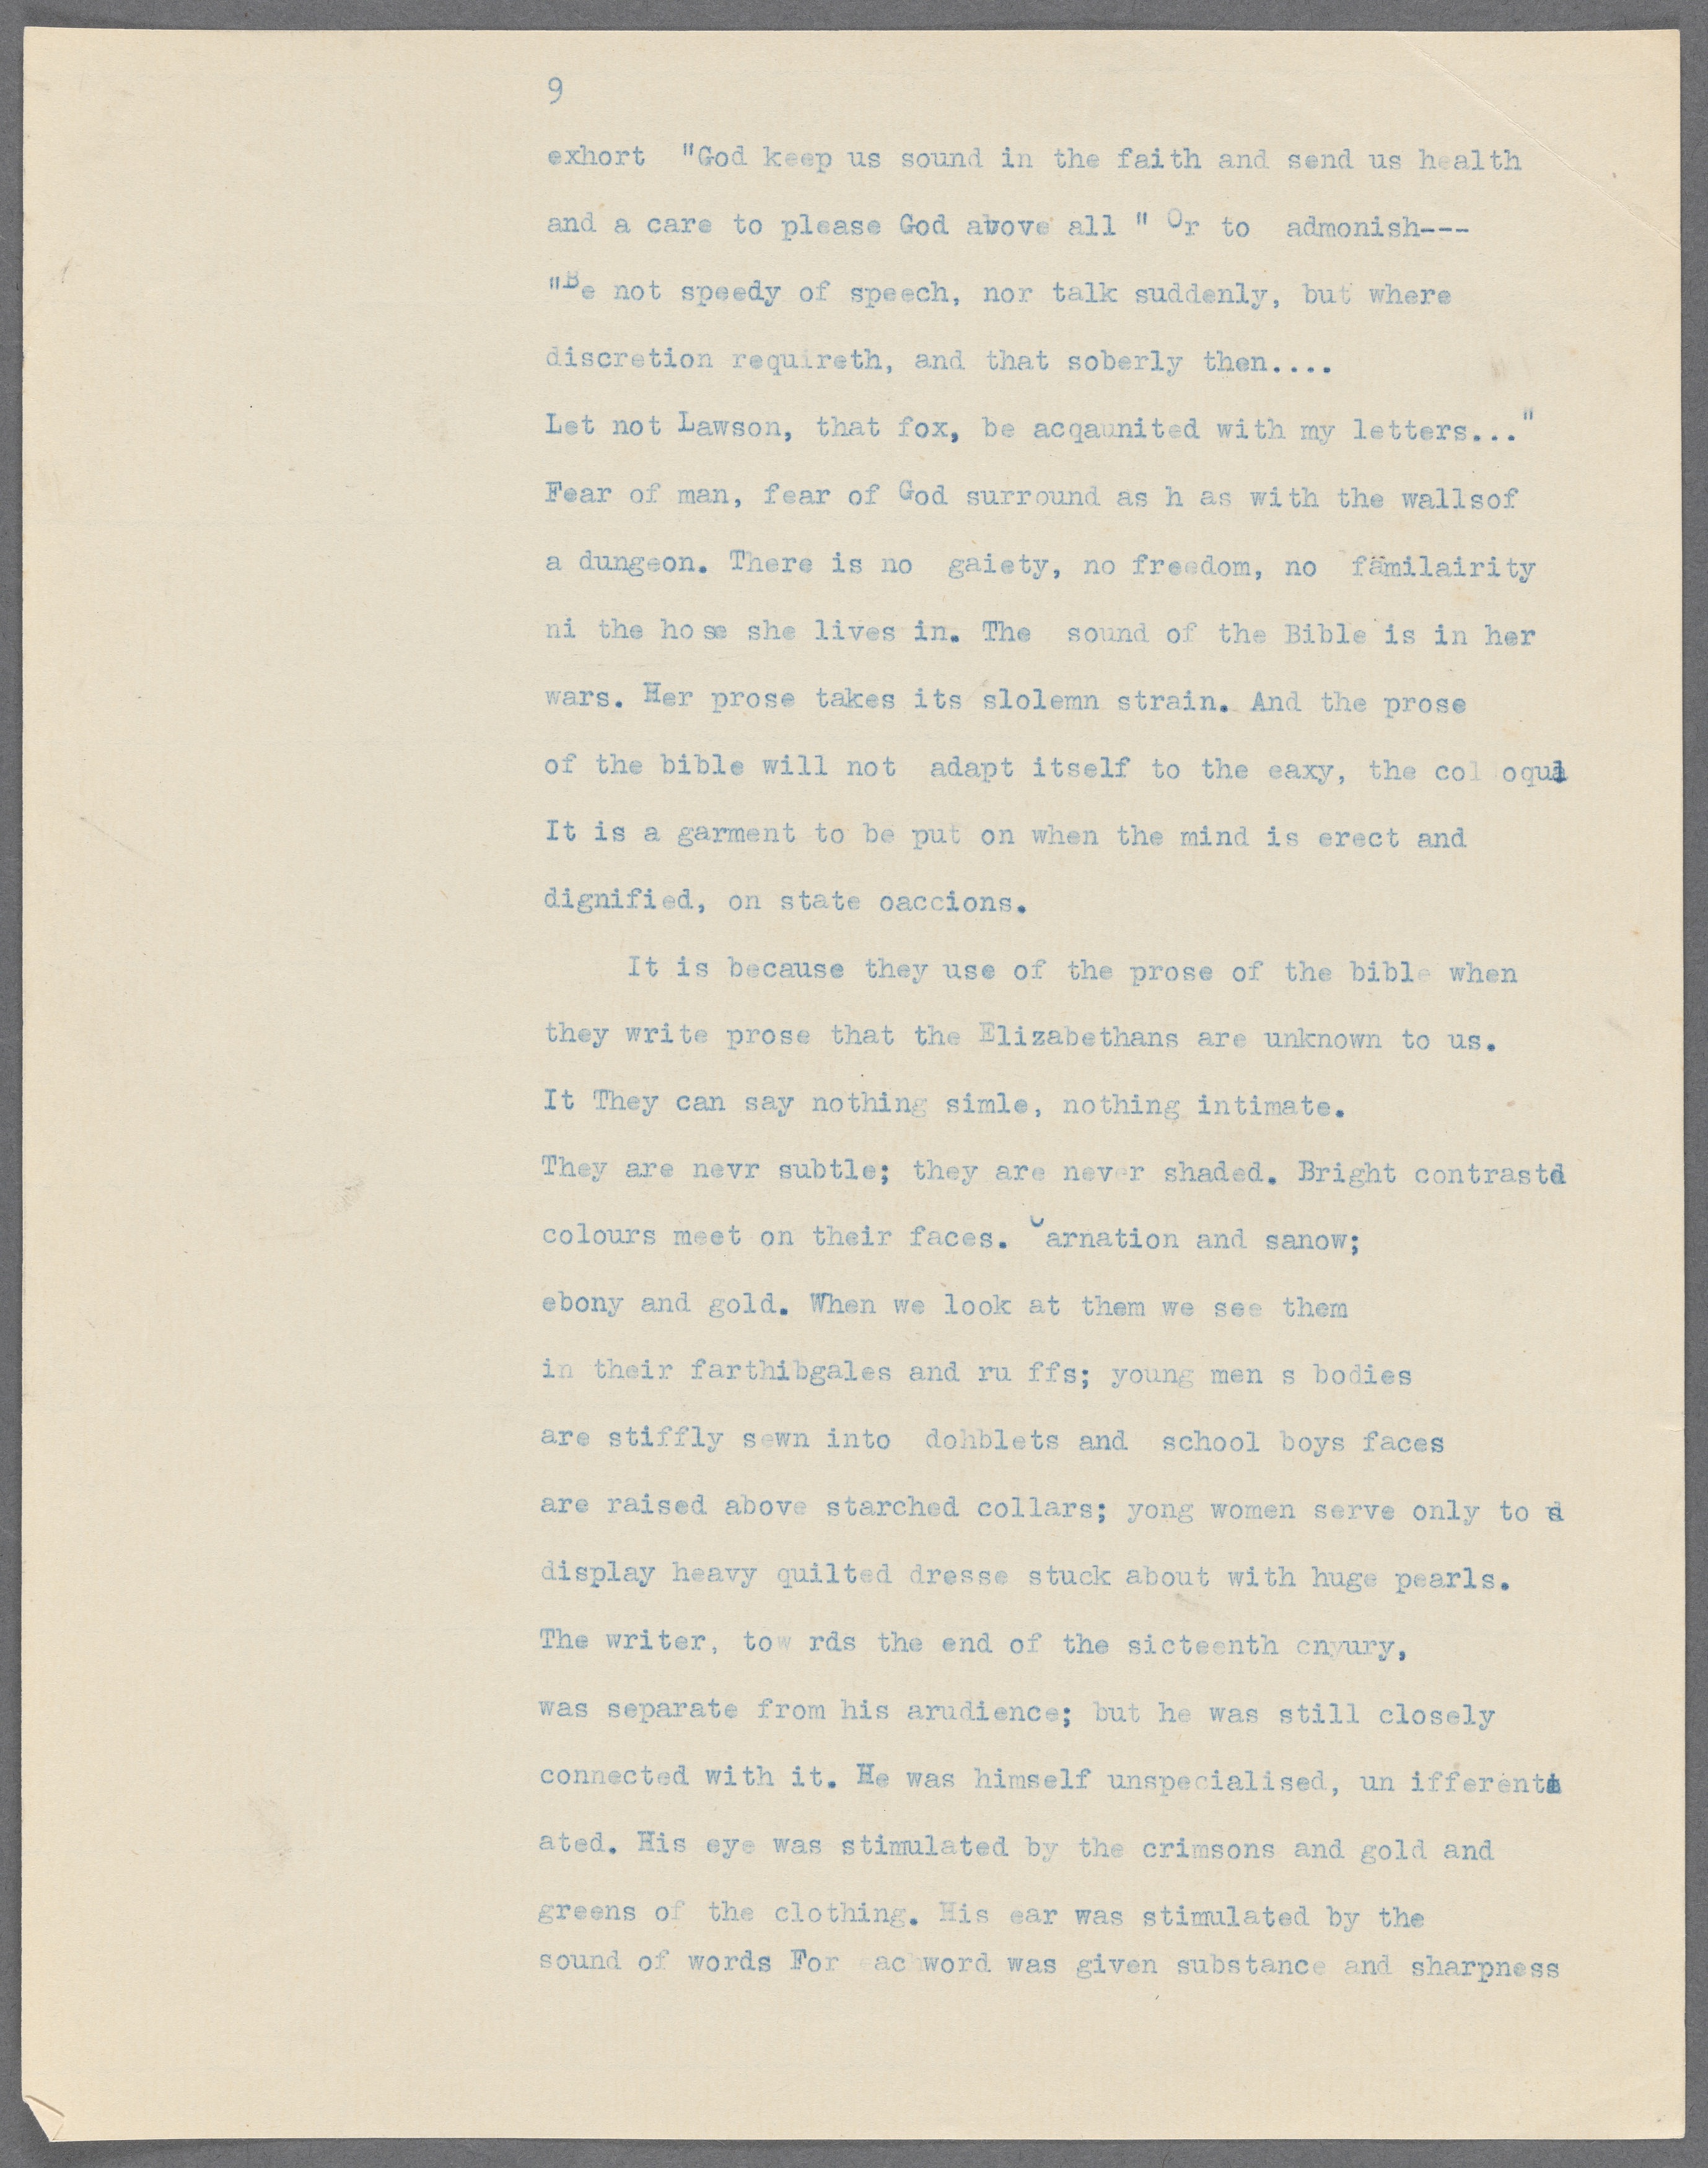 9
exhort "God keep us sound in the faith and send us health
and a care to please God above all " Or to admonish---
"Be not speedy of speech, nor talk suddenly, but where
discretion requireth, and that soberly then....
Let not Lawson, that fox, be acqaunited with my letters..."
Fear of man, fear of God surround as h as with the wallsof
a dungeon. There is no gaiety, no freedom, no familairity
ni the hose she lives in. The sound of the Bible is in her
wars. Her prose takes its slolemn strain. And the prose
of the bible will not adapt itself to the eaxy, the col oqual
It is a garment to be put on when the mind is erect and
dignified, on state oaccions.
It is because they use of the prose of the bible when
they write prose that the Elizabethans are unknown to us.
It They can say nothing simle, nothing intimate.
They are nevr subtle; they are never shaded. Bright contrastd
colours meet on their faces. Carnation and sanow;
ebony and gold. When we look at them we see them
in their farthibgales and ru ffs; young men s bodies
are stiffly sewn into dohblets and school boys faces
are raised above starched collars; yong women serve only to
display heavy quilted dresse stuck about with huge pearls.
The writer, tow rds the end of the sicteenth cnyury,
was separate from his arudience; but he was still closely
connected with it. He was himself unspecialised, un ifferenti
ated. His eye was stimulated by the crimsons and gold and
greens of the clothing. His ear was stimulated by the
sound of words For eachword was given substance and sharpness